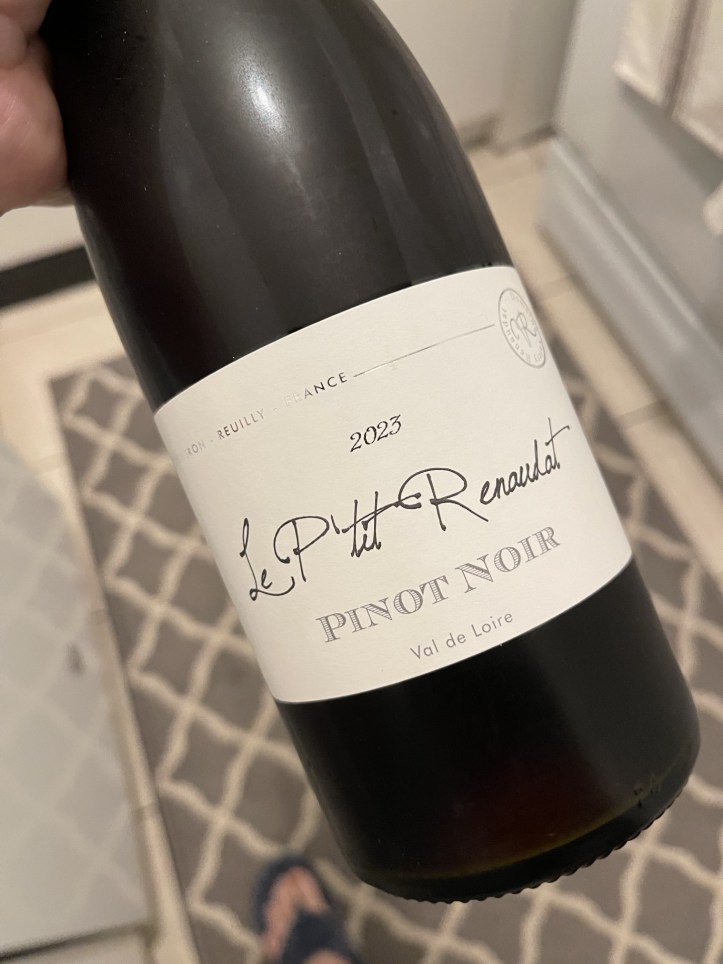 REUILLY - FRANCE
2023
Le P'tit Renaudat
PINOT NOIR
Val de Loire